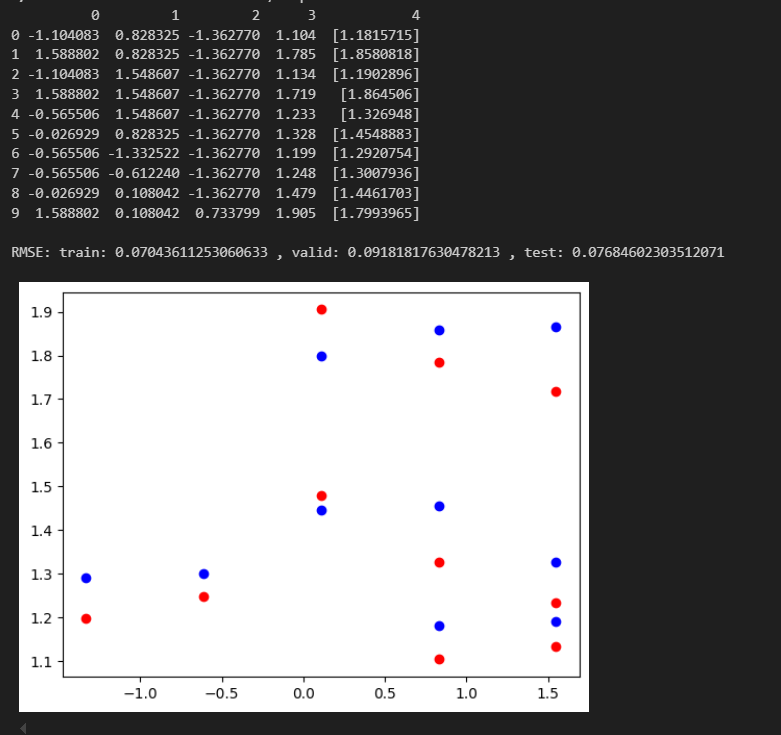 0 1 2 3 4
0 -1.104083 0.828325 -1.362770 1.104 [1.1815715]
1 1.588802 0.828325 -1.362770 1.785 [1.8580818]
2 -1.104083 1.548607 -1.362770 1.134 [1.1902896]
3 1.588802 1.548607 -1.362770 1.719 [1.864506]
4 -0.565506 1.548607 -1.362770 1.233 [1.326948]
5 -0.026929 0.828325 -1.362770 1.328 [1.4548883]
6 -0.565506 -1.332522 -1.362770 1.199 [1.2920754]
7 -0.565506 -0.612240 -1.362770 1.248 [1.3007936]
8 -0.026929 0.108042 -1.362770 1.479 [1.4461703]
9 1.588802 0.108042 0.733799 1.905 [1.7993965]
RMSE: train: 0.07043611253060633 , valid: 0.09181817630478213 , test: 0.07684602303512071
1.9
1.8
1.7
1.6
1.5
1.4
1.3
1.2
1.1
−1.0 −0.5 0.0 0.5 1.0 1.5